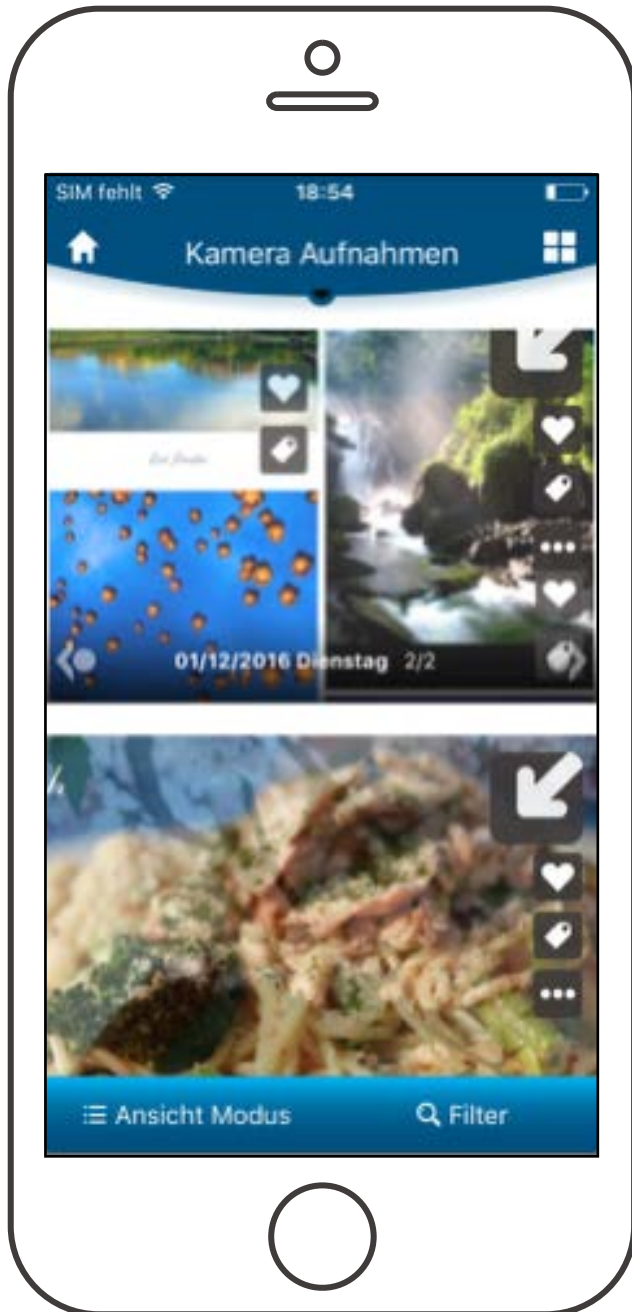 SIM fehlt 18:54
Kamera Aufnahmen
01/12/2016 Dienstag 2/2
Ansicht Modus Filter